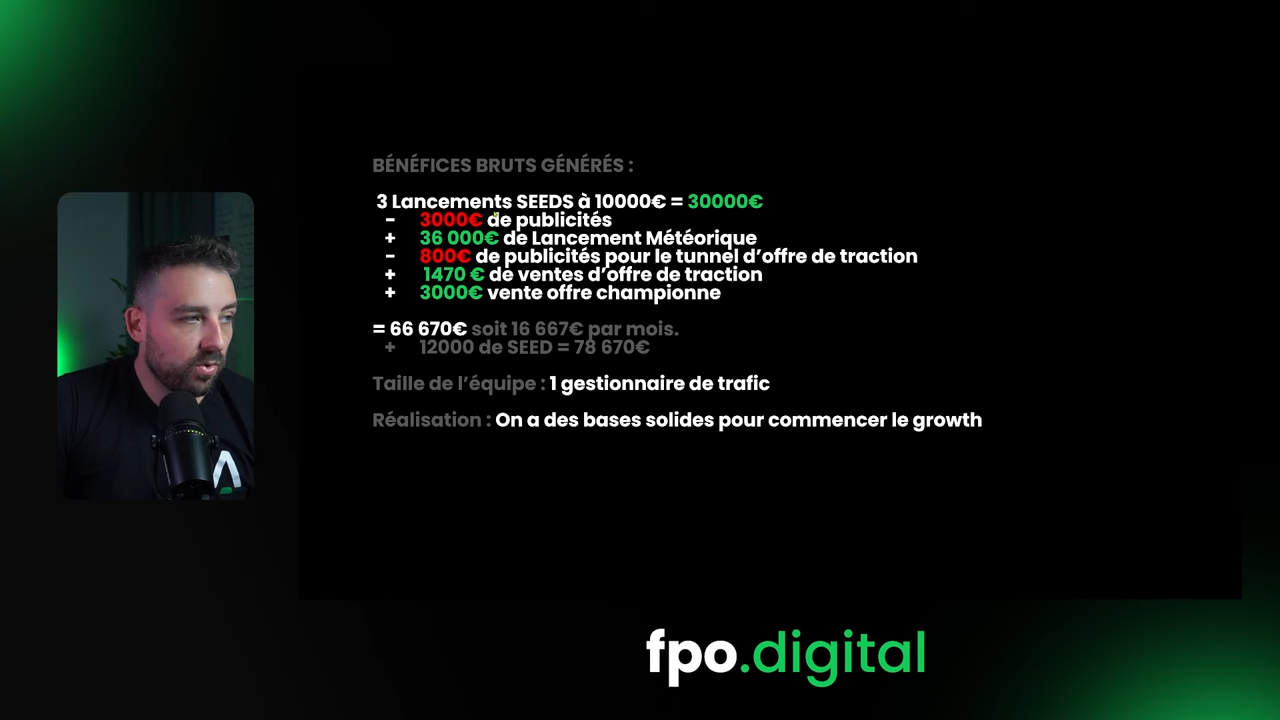 BÉNÉFICES BRUTS GÉNÉRÉS :
3 Lancements SEEDS à 10000€ = 30000€
- 3000€ de publicités
+ 36 000€ de Lancement Météorique
- 800€ de publicités pour le tunnel d’offre de traction
+ 1470 € de ventes d’offre de traction
+ 3000€ vente offre championne
= 66 670€ soit 16 667€ par mois.
+ 12000 de SEED = 78 670€
Taille de l’équipe : 1 gestionnaire de trafic
Réalisation : On a des bases solides pour commencer le growth
fpo.digital